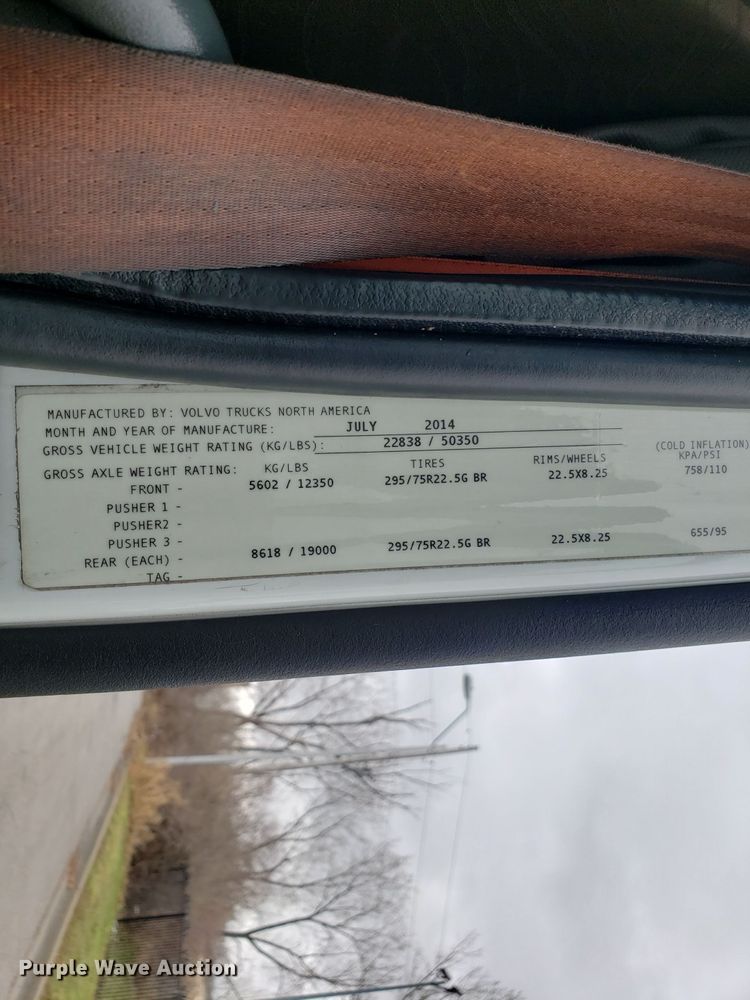 MANUFACTURED BY: VOLVO TRUCKS NORTH AMERICA
MONTH AND YEAR OF MANUFACTURE: JULY 2014
GROSS VEHICLE WEIGHT RATING (KG/LBS): 22838 / 50350
(COLD INFLATION)
GROSS AXLE WEIGHT RATING: KG/LBS TIRES RIMS/WHEELS KPA/PSI
FRONT - 5602 / 12350 295/75R22.5G BR 22.5X8.25 758/110
PUSHER 1 -
PUSHER2 -
PUSHER 3 -
REAR (EACH) - 8618 / 19000 295/75R22.5G BR 22.5X8.25 655/95
TAG -
Purple Wave Auction